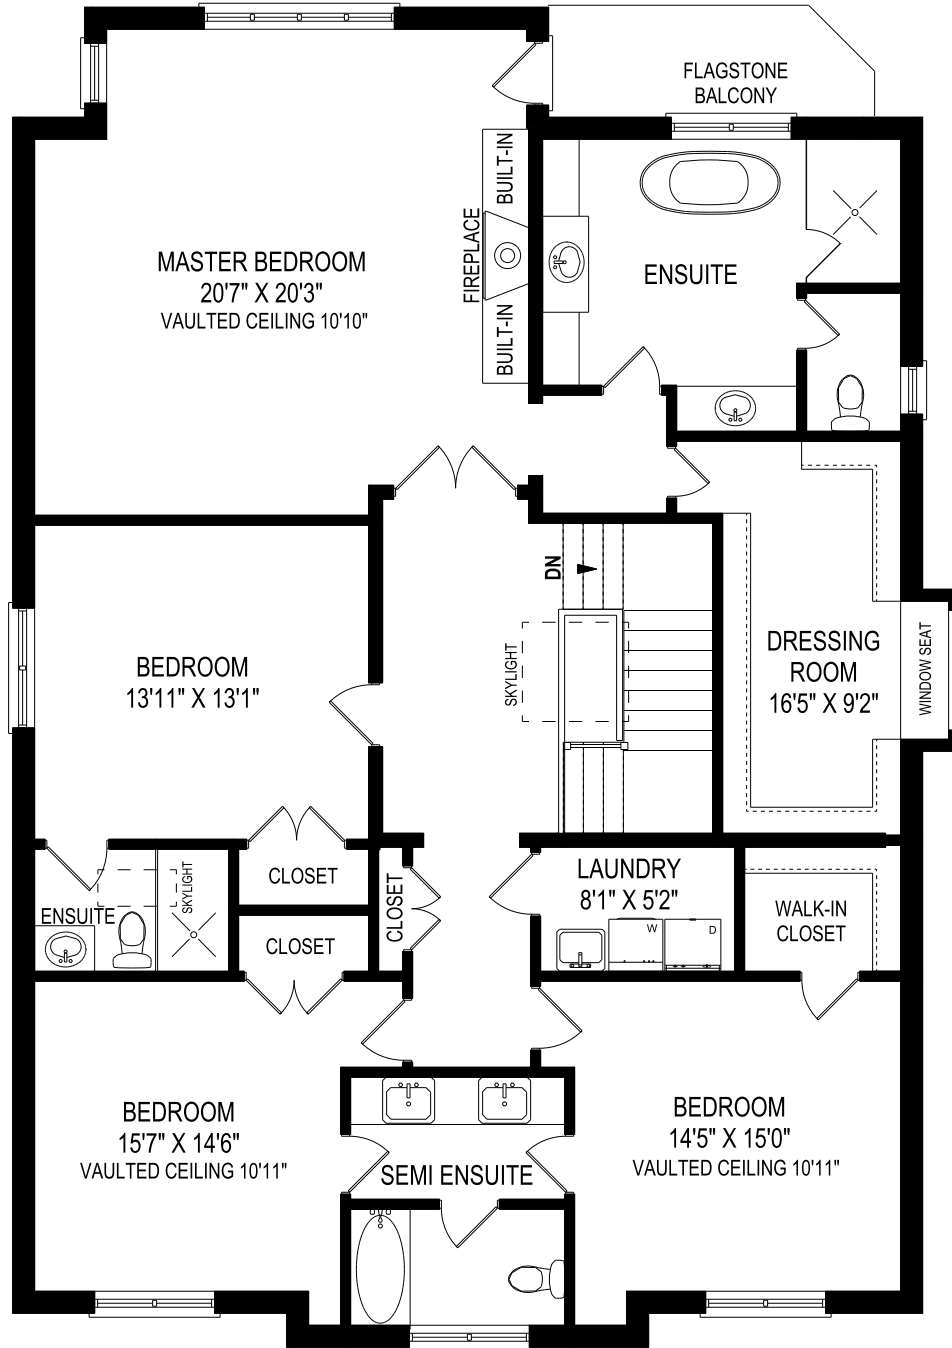 FLAGSTONE
BALCONY
BUILT-IN
FIREPLACE
BUILT-IN
MASTER BEDROOM
20'7" X 20'3"
VAULTED CEILING 10'10"
ENSUITE
DN
SKYLIGHT
BEDROOM
13'11" X 13'1"
DRESSING
ROOM
16'5" X 9'2"
WINDOW SEAT
ENSUITE
SKYLIGHT
CLOSET
CLOSET
CLOSET
LAUNDRY
8'1" X 5'2"
W
D
WALK-IN
CLOSET
BEDROOM
15'7" X 14'6"
VAULTED CEILING 10'11"
SEMI ENSUITE
BEDROOM
14'5" X 15'0"
VAULTED CEILING 10'11"